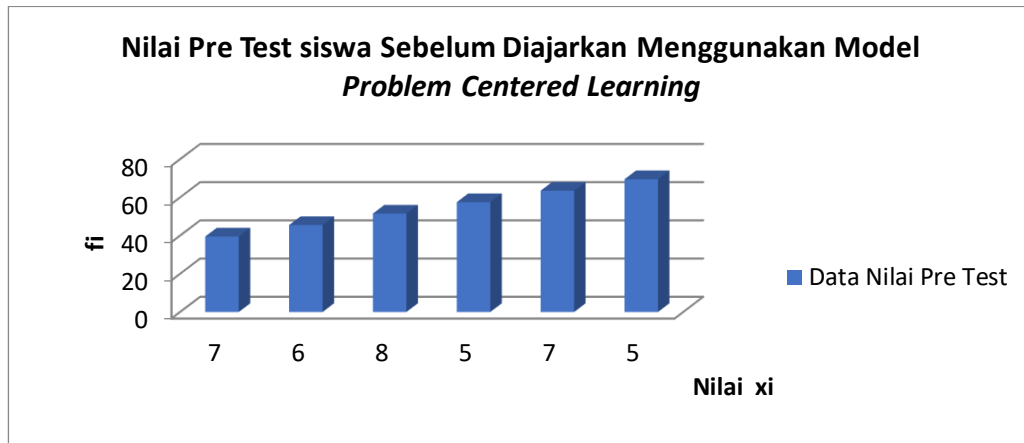 Nilai Pre Test siswa Sebelum Diajarkan Menggunakan Model
Problem Centered Learning
80
60
40
20
0
fi
7 6 8 5 7 5
Nilai xi
Data Nilai Pre Test